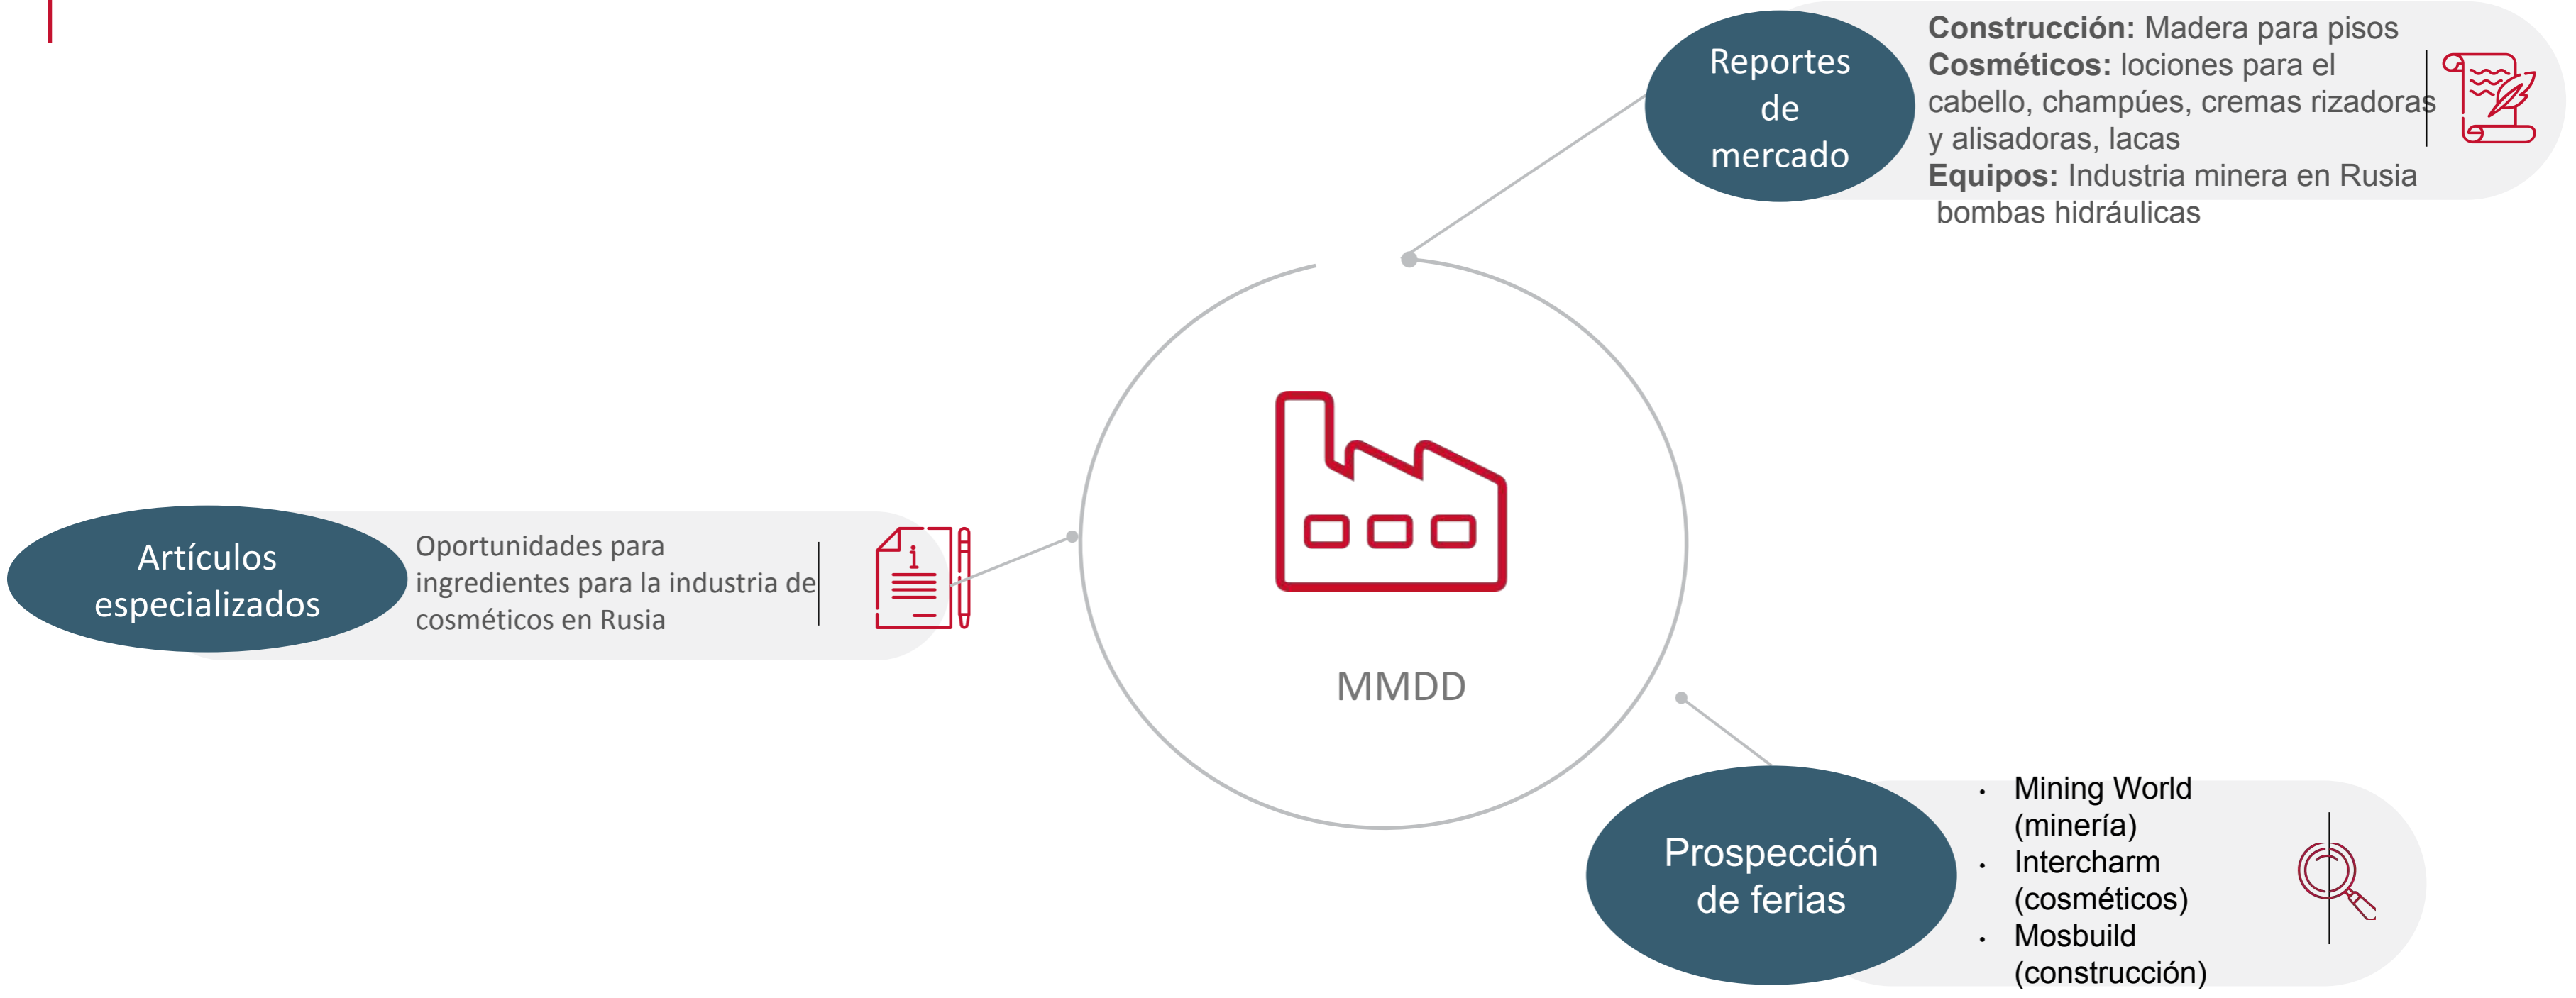 Reportes
de
mercado
Construcción: Madera para pisos
Cosméticos: lociones para el
cabello, champúes, cremas rizadoras
y alisadoras, lacas
Equipos: Industria minera en Rusia
bombas hidráulicas
Artículos
especializados
Oportunidades para
ingredientes para la industria de
cosméticos en Rusia
i
MMDD
Prospección
de ferias
• Mining World
(minería)
• Intercharm
(cosméticos)
• Mosbuild
(construcción)